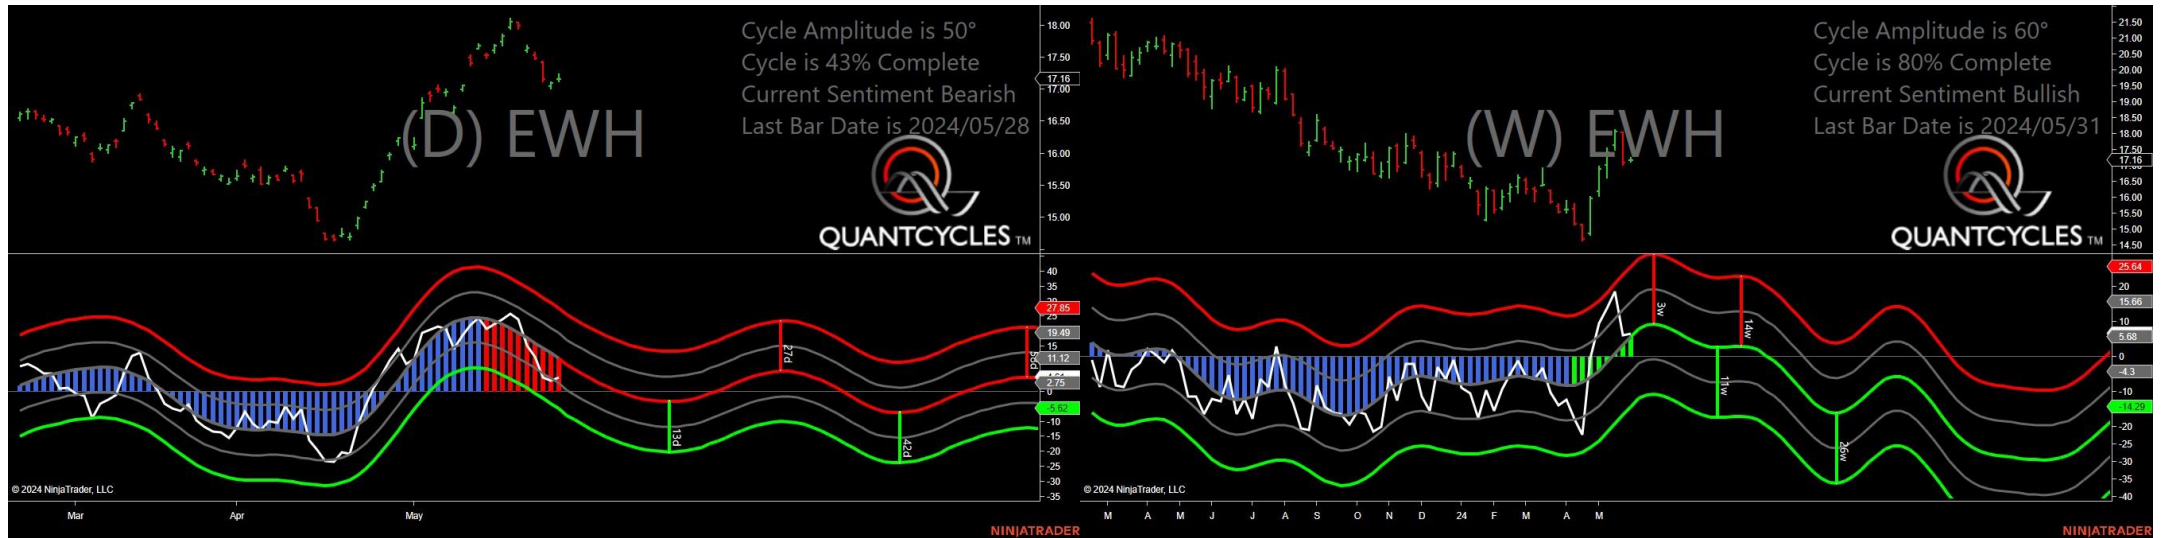 Cycle Amplitude is 50°
Cycle is 43% Complete
Current Sentiment Bearish
Last Bar Date is 2024/05/28
(D) EWH
QUANTCYCLES TM
18.00
17.50
17.16
17.00
16.50
16.00
15.50
15.00
40
35
27.85
25
19.49
15
11.12
2.75
0
-5.62
-10
-15
-20
-25
-30
-35
13d
27d
42d
© 2024 NinjaTrader, LLC
Mar
Apr
May
NINJATRADER
Cycle Amplitude is 60°
Cycle is 80% Complete
Current Sentiment Bullish
Last Bar Date is 2024/05/31
(W) EWH
QUANTCYCLES TM
21.50
21.00
20.50
20.00
19.50
19.00
18.50
18.00
17.50
17.16
16.50
16.00
15.50
15.00
14.50
25.64
20
15.66
10
5.68
0
-4.3
-10
-14.29
-20
-25
-30
-35
-40
3w
11w
14w
26w
© 2024 NinjaTrader, LLC
M
A
M
J
J
A
S
O
N
D
24
F
M
A
M
NINJATRADER